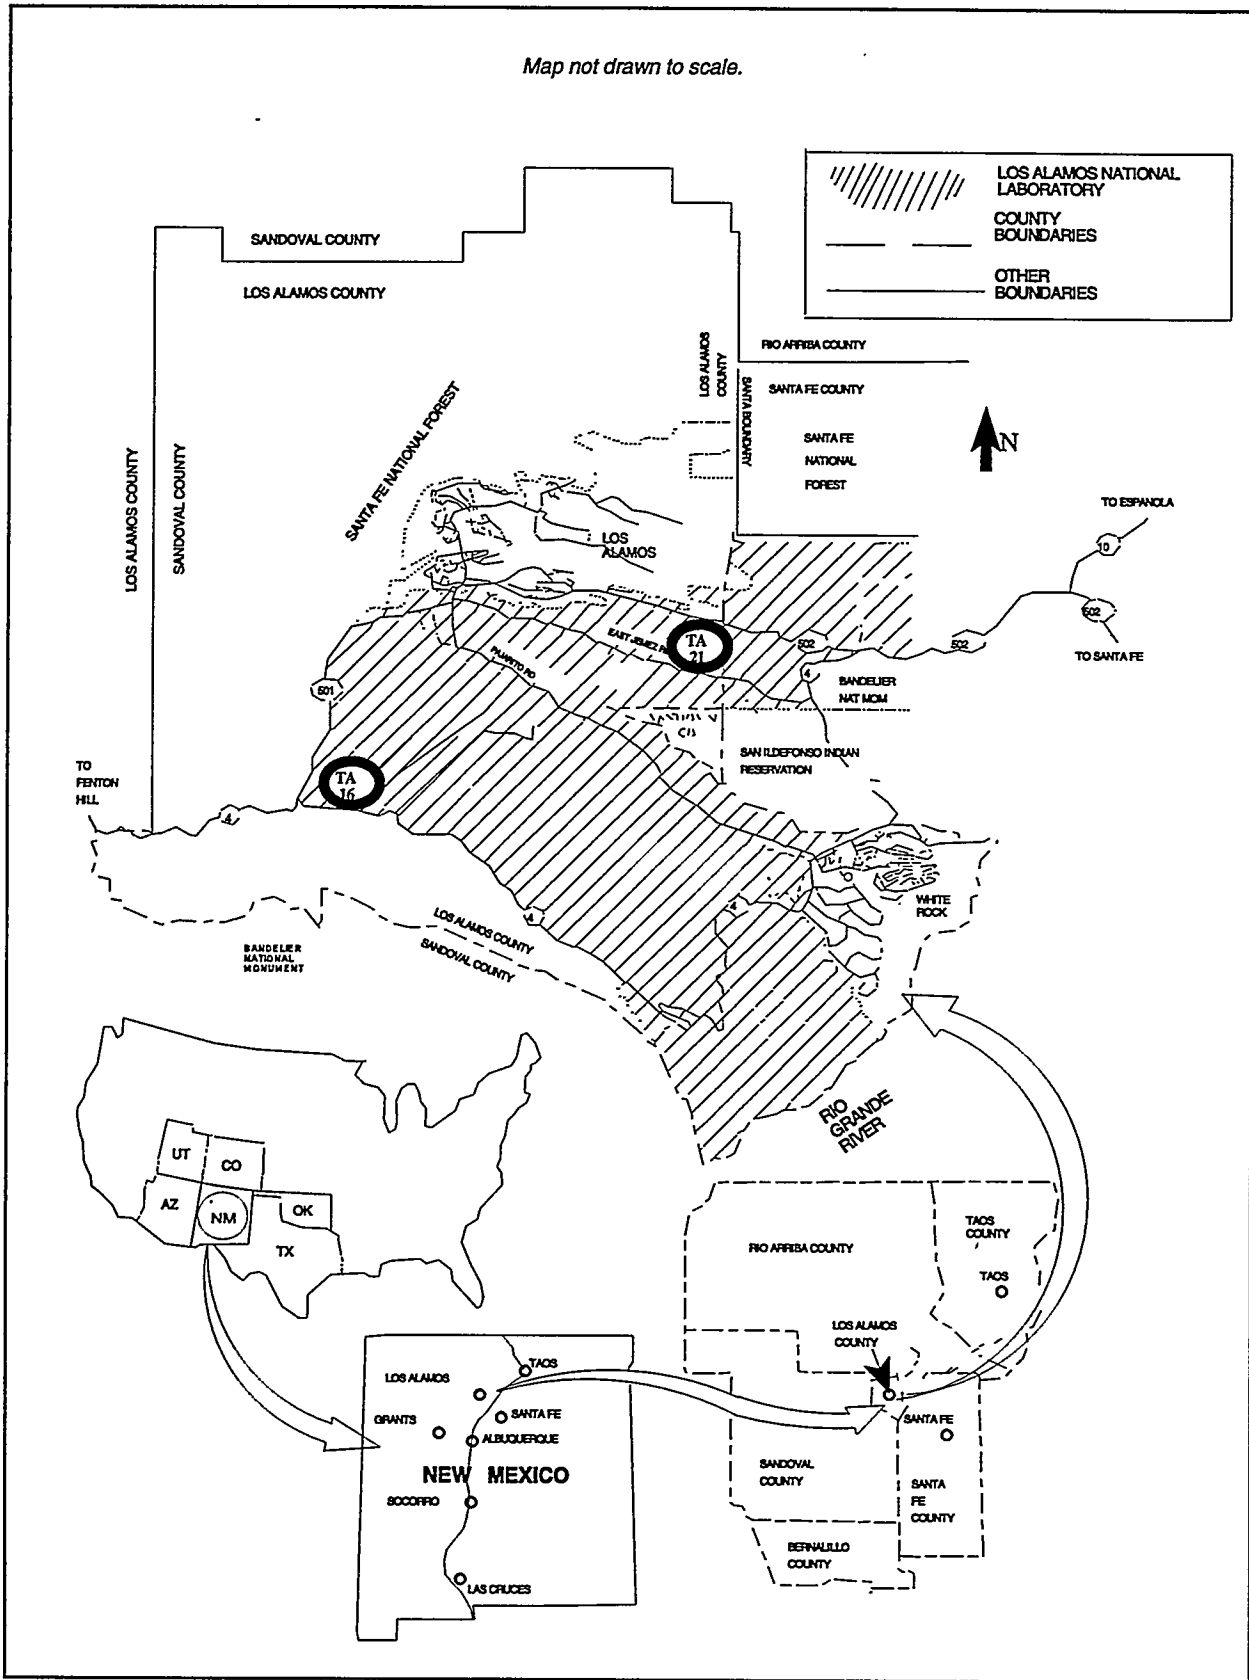 Map not drawn to scale.
LOS ALAMOS NATIONAL
LABORATORY
COUNTY
BOUNDARIES
OTHER
BOUNDARIES
SANDOVAL COUNTY
LOS ALAMOS COUNTY
LOS ALAMOS
COUNTY
RIO ARRIBA COUNTY
SANTA BOUNDARY
SANTA FE COUNTY
SANTA FE
NATIONAL
FOREST
N
SANTA FE NATIONAL FOREST
LOS ALAMOS COUNTY
SANDOVAL COUNTY
TO ESPANOLA
10
502
TO SANTA FE
LOS
ALAMOS
EAST JEMEZ
TA
21
502
502
4
PAJARITO RD
BANDELIER
NAT MOM
501
SAN ILDEFONSO INDIAN
RESERVATION
TA
16
TO
FENTON
HILL
4
WHITE
ROCK
4
4
LOS ALAMOS COUNTY
SANDOVAL COUNTY
BANDELIER
NATIONAL
MONUMENT
RIO
GRANDE
RIVER
UT
CO
AZ
NM
OK
TX
RIO ARRIBA COUNTY
TAOS
COUNTY
TAOS
LOS ALAMOS
COUNTY
SANTA FE
SANDOVAL
COUNTY
SANTA
FE
COUNTY
BERNALILLO
COUNTY
TAOS
LOS ALAMOS
SANTA FE
GRANTS
ALBUQUERQUE
NEW MEXICO
SOCORRO
LAS CRUCES